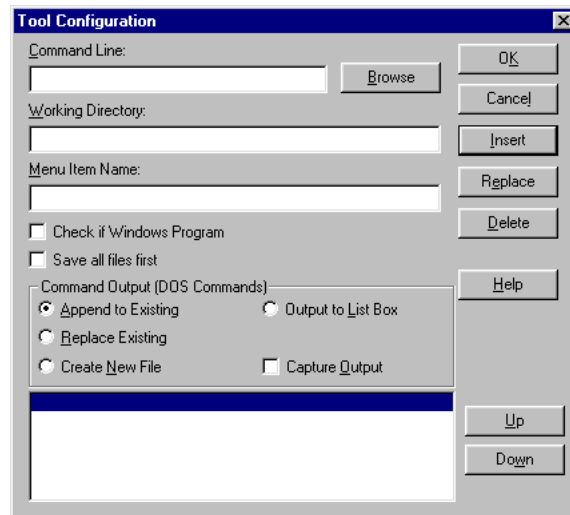 Tool Configuration
Command Line:
OK
Browse
Cancel
Working Directory:
Insert
Menu Item Name:
Replace
Check if Windows Program
Delete
Save all files first
Command Output (DOS Commands)
Help
Append to Existing
Output to List Box
Replace Existing
Create New File
Capture Output
Up
Down